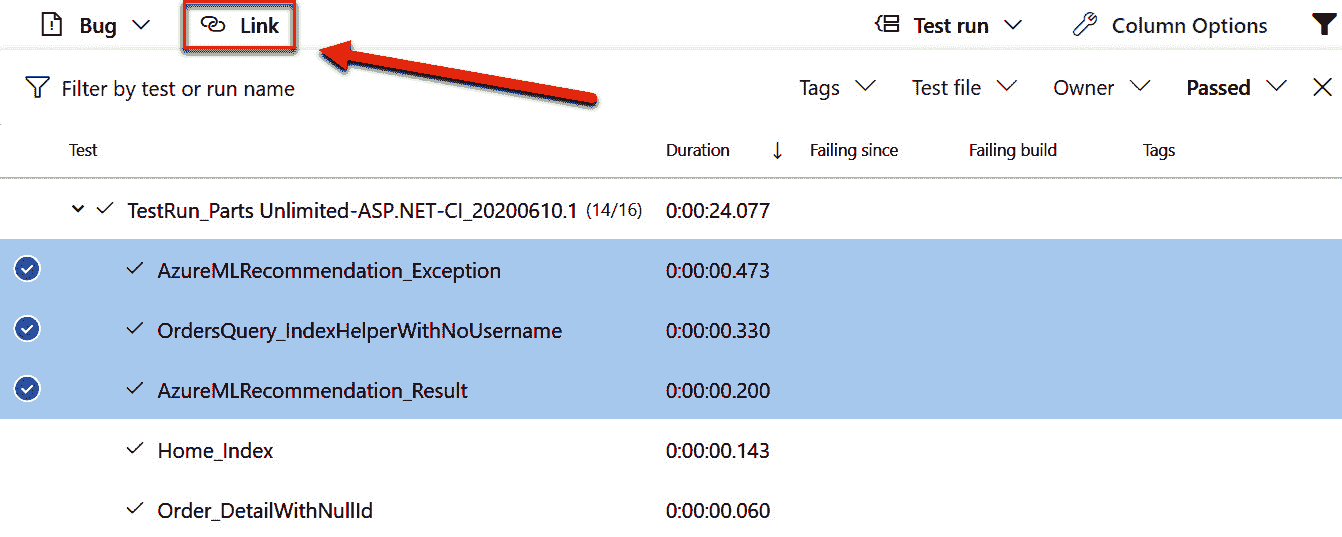 Bug Link Test run Column Options
Filter by test or run name Tags Test file Owner Passed
Test Duration Failing since Failing build Tags
TestRun_Parts Unlimited-ASP.NET-CI_20200610.1 (14/16) 0:00:24.077
AzureMLRecommendation_Exception 0:00:00.473
OrdersQuery_IndexHelperWithNoUsername 0:00:00.330
AzureMLRecommendation_Result 0:00:00.200
Home_Index 0:00:00.143
Order_DetailWithNullId 0:00:00.060